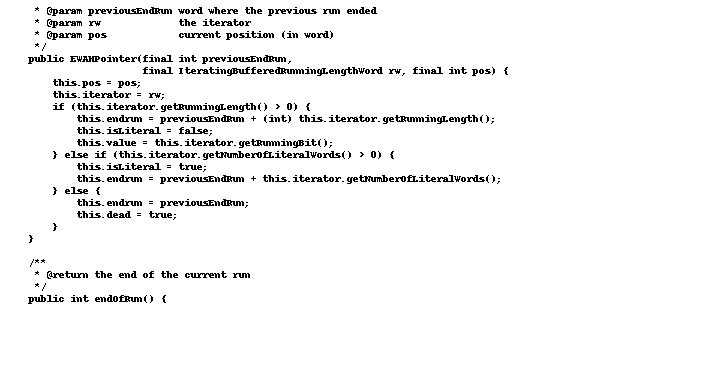 * @param previousEndRun word where the previous run ended
 * @param rw             the iterator
 * @param pos            current position (in word)
 */
public EWAHPointer(final int previousEndRun,
                   final IteratingBufferedRunningLengthWord rw, final int pos) {
    this.pos = pos;
    this.iterator = rw;
    if (this.iterator.getRunningLength() > 0) {
        this.endrun = previousEndRun + (int) this.iterator.getRunningLength();
        this.isLiteral = false;
        this.value = this.iterator.getRunningBit();
    } else if (this.iterator.getNumberOfLiteralWords() > 0) {
        this.isLiteral = true;
        this.endrun = previousEndRun + this.iterator.getNumberOfLiteralWords();
    } else {
        this.endrun = previousEndRun;
        this.dead = true;
    }
}
/**
 * @return the end of the current run
 */
public int endOfRun() {